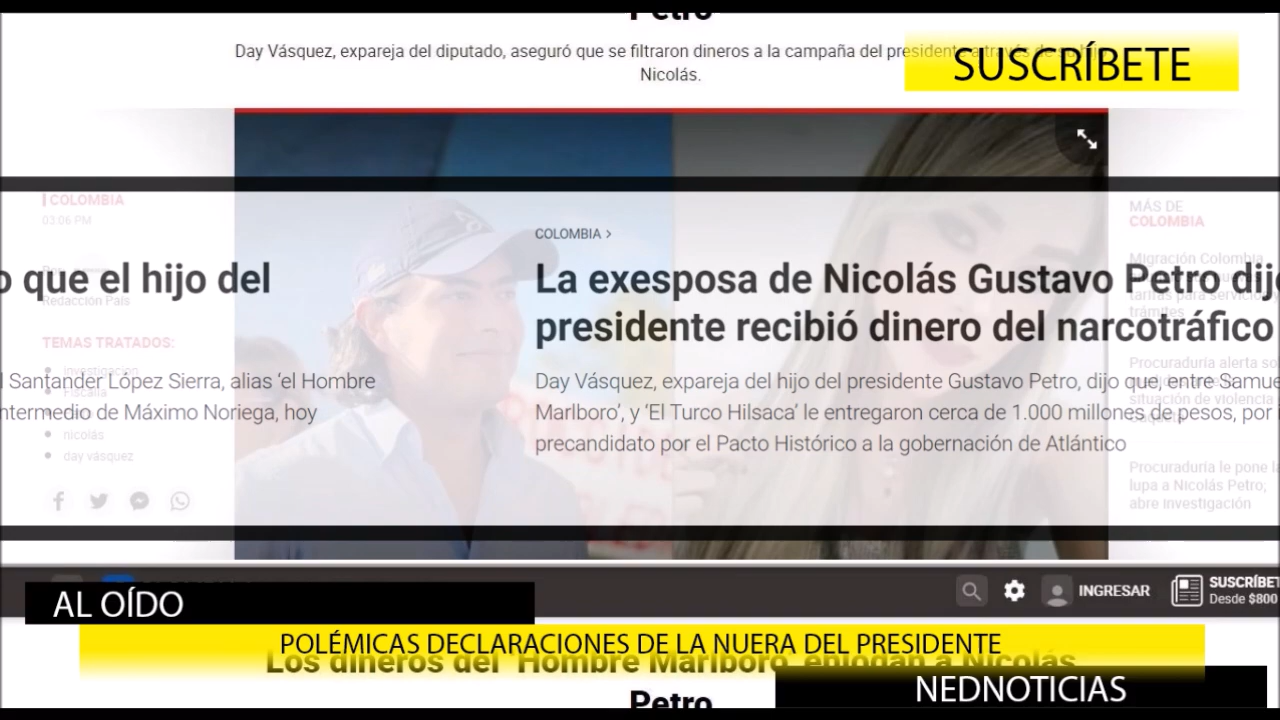 Petro
Day Vásquez, expareja del diputado, aseguró que se filtraron dineros a la campaña del presidente a través de su hijo
Nicolás.
SUSCRÍBETE
COLOMBIA
03:06 PM
Redacción País
TEMAS TRATADOS:
investigación
Fiscalía
nicolás
day vásquez
o que el hijo del
l Santander López Sierra, alias 'el Hombre
ntermedio de Máximo Noriega, hoy
COLOMBIA >
La exesposa de Nicolás Gustavo Petro dijo
presidente recibió dinero del narcotráfico
Day Vásquez, expareja del hijo del presidente Gustavo Petro, dijo que, entre Samue
Marlboro', y 'El Turco Hilsaca' le entregaron cerca de 1.000 millones de pesos, por
precandidato por el Pacto Histórico a la gobernación de Atlántico
MÁS DE
COLOMBIA
Migración Colombia
tarifas para servicio y
trámites
Procuraduría alerta so
situación de violencia
Procuraduría le pone la
lupa a Nicolás Petro;
abre investigación
INGRESAR
SUSCRÍBET
Desde $800
AL OÍDO
POLÉMICAS DECLARACIONES DE LA NUERA DEL PRESIDENTE
Los dineros del 'Hombre Marlboro' enlodan a Nicolás
Petro
NEDNOTICIAS